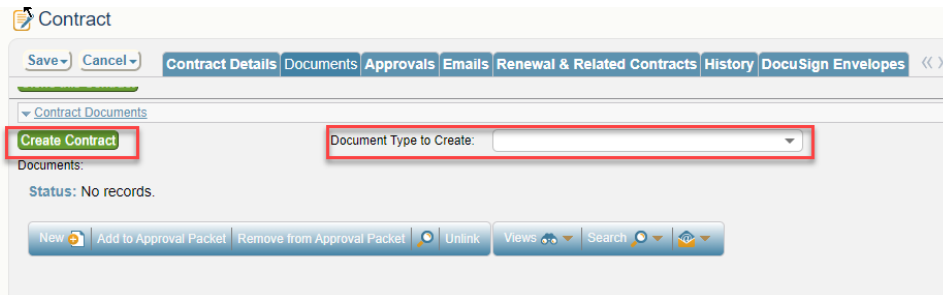 Contract
Save Cancel Contract Details Documents Approvals Emails Renewal & Related Contracts History DocuSign Envelopes
Contract Documents
Create Contract Document Type to Create:
Documents:
Status: No records.
New Add to Approval Packet Remove from Approval Packet Unlink Views Search